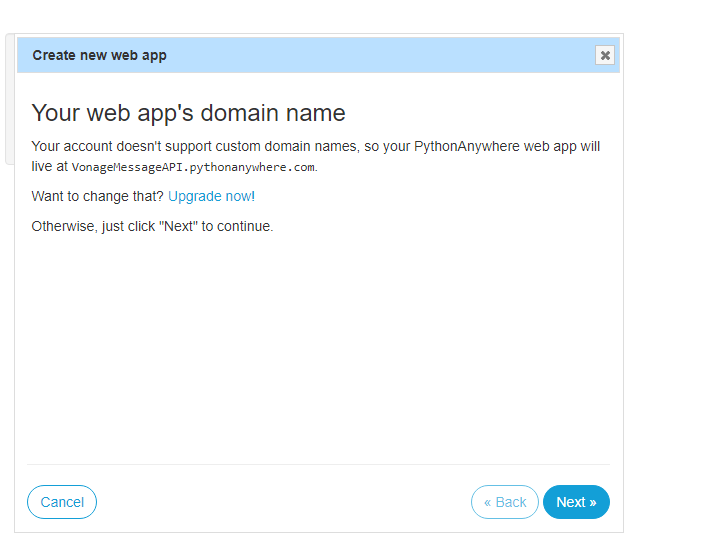 Create new web app
Your web app's domain name
Your account doesn't support custom domain names, so your PythonAnywhere web app will
live at VonageMessageAPI.pythonanywhere.com.
Want to change that? Upgrade now!
Otherwise, just click "Next" to continue.
Cancel
« Back
Next »